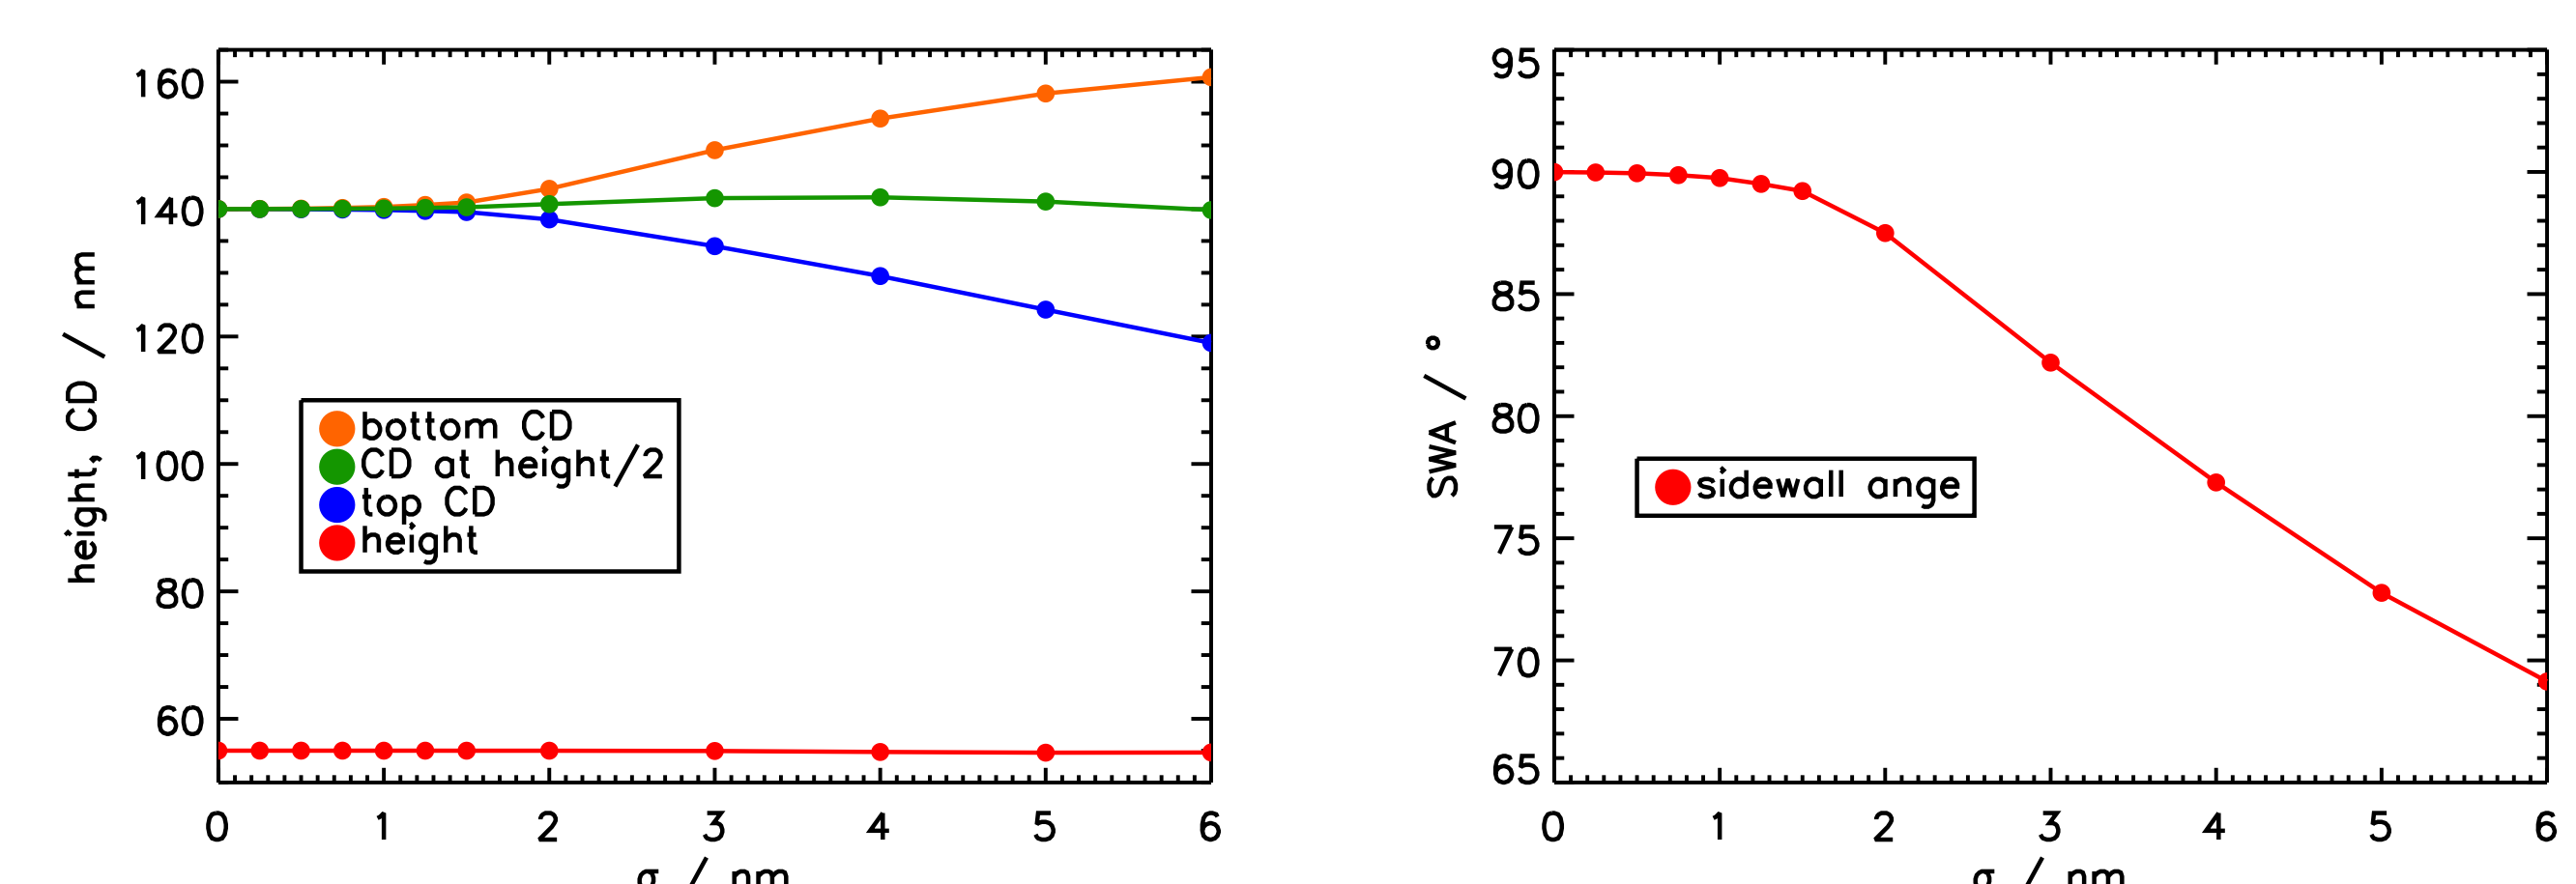 160
140
120
100
80
60
height, CD / nm
bottom CD
CD at height/2
top CD
height
0 1 2 3 4 5 6
σ / nm
95
90
85
80
75
70
65
SWA / °
sidewall ange
0 1 2 3 4 5 6
σ / nm